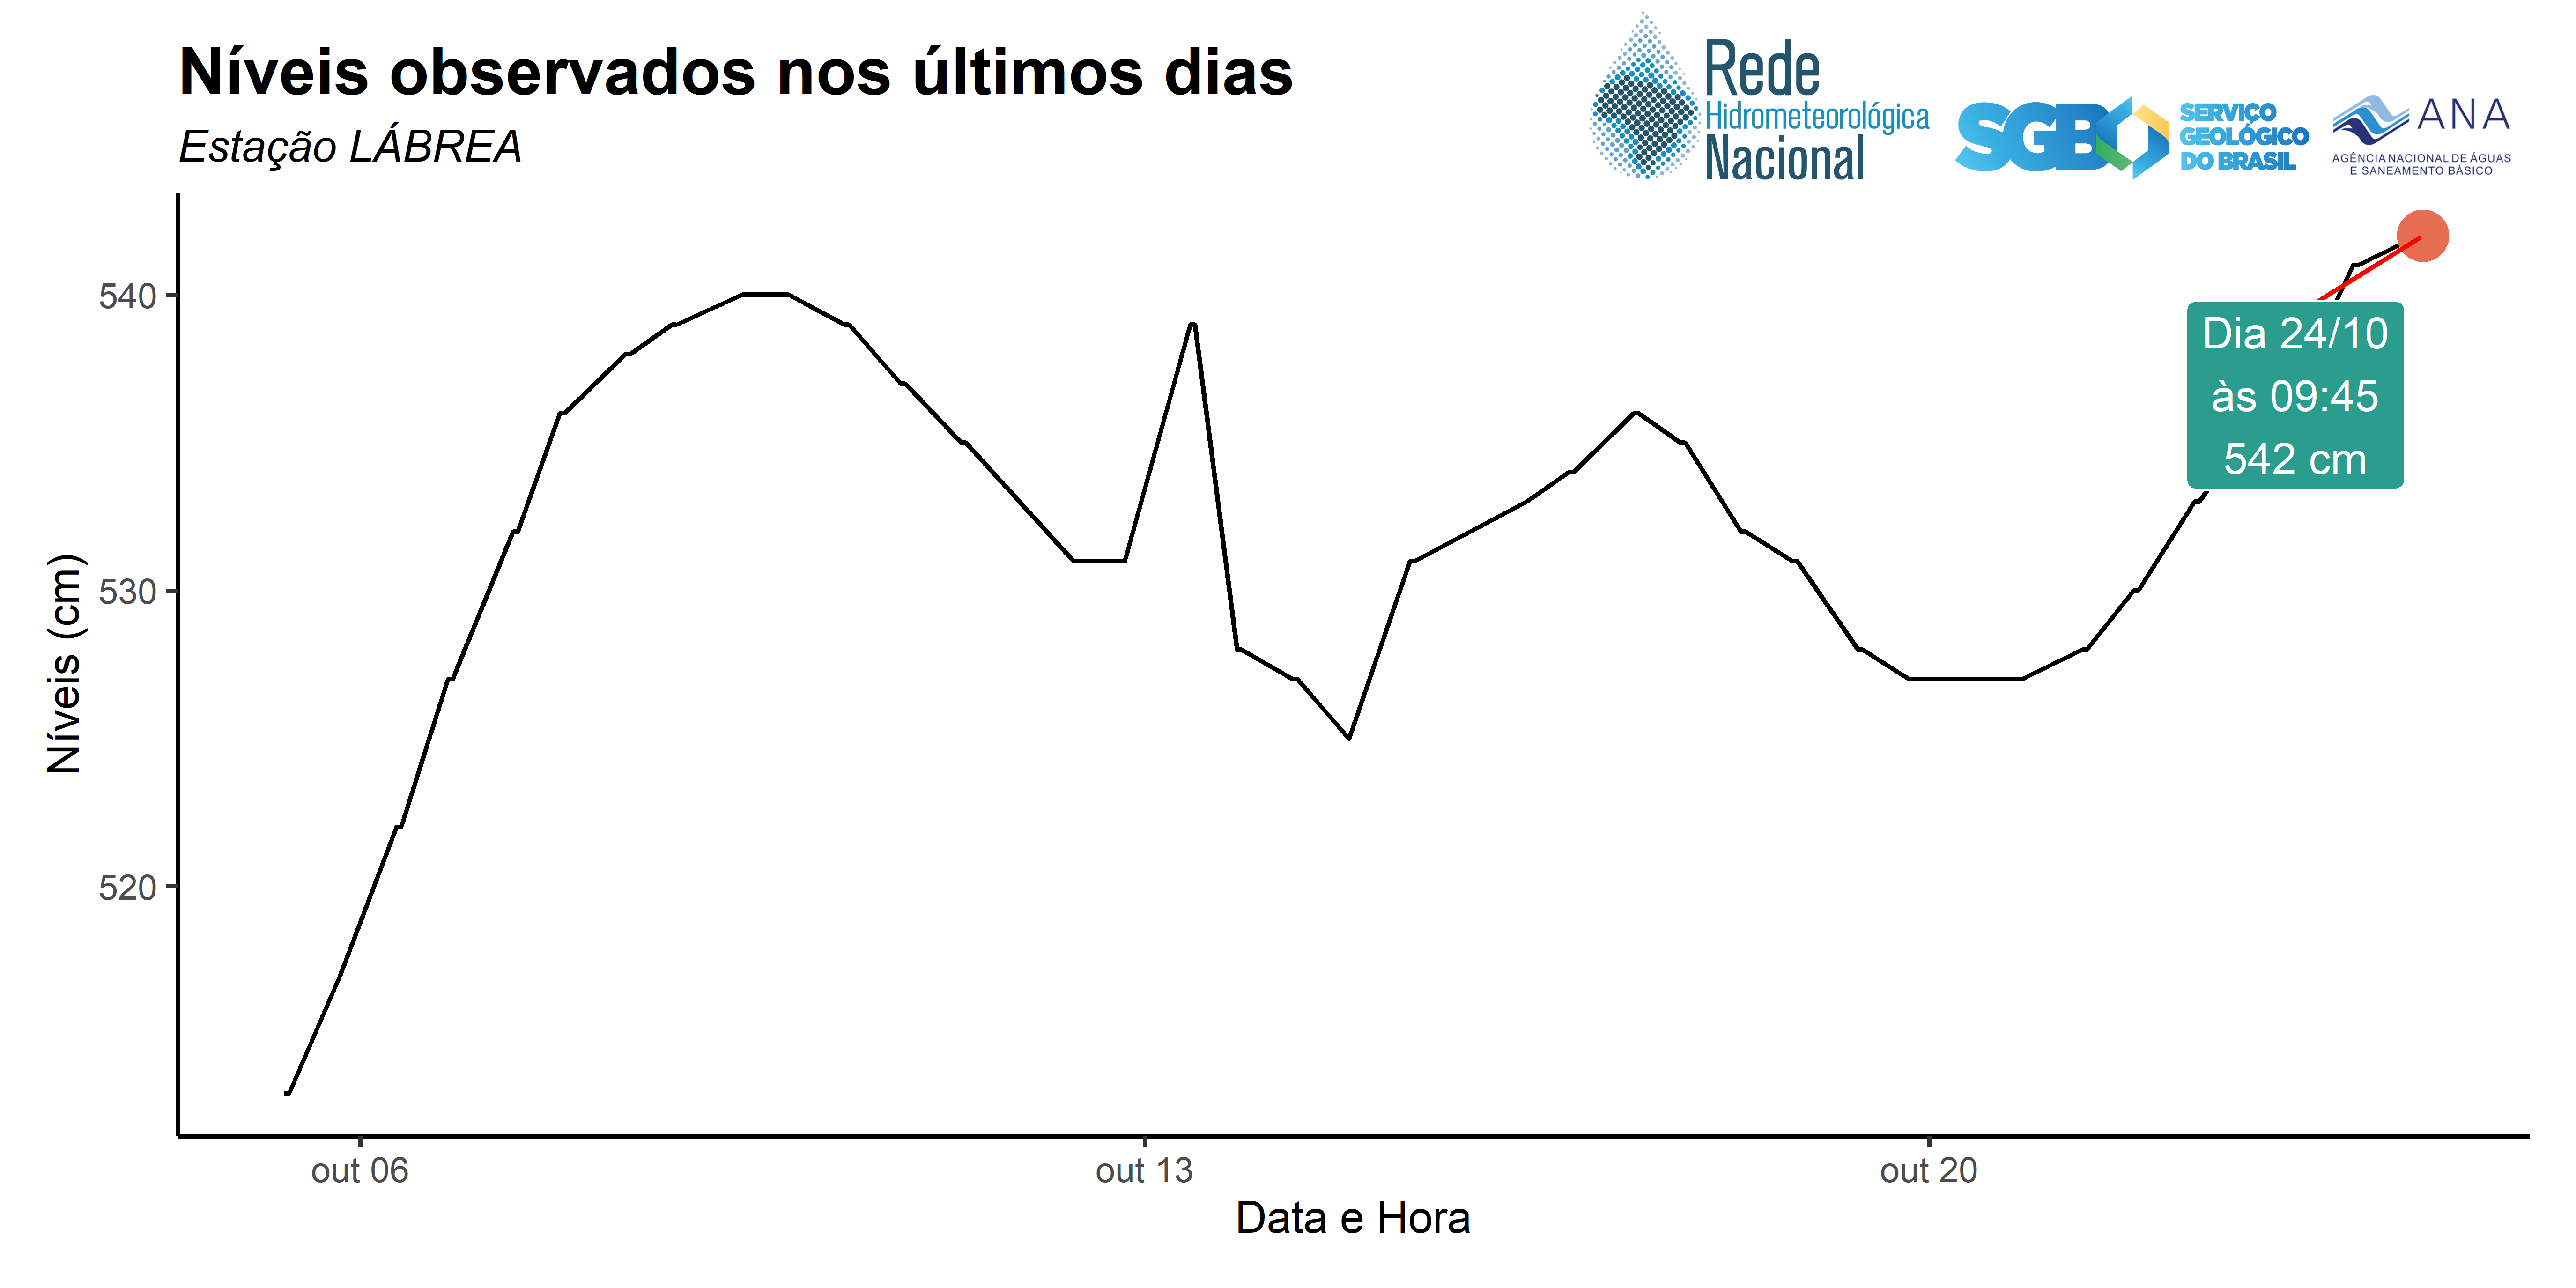 Níveis observados nos últimos dias
Estação LÁBREA
Rede
Hidrometeorológica
Nacional
SGB
SERVIÇO
GEOLÓGICO
DO BRASIL
ANA
AGÊNCIA NACIONAL DE ÁGUAS
E SANEAMENTO BÁSICO
540
530
520
Níveis (cm)
Dia 24/10
às 09:45
542 cm
out 06
out 13
out 20
Data e Hora